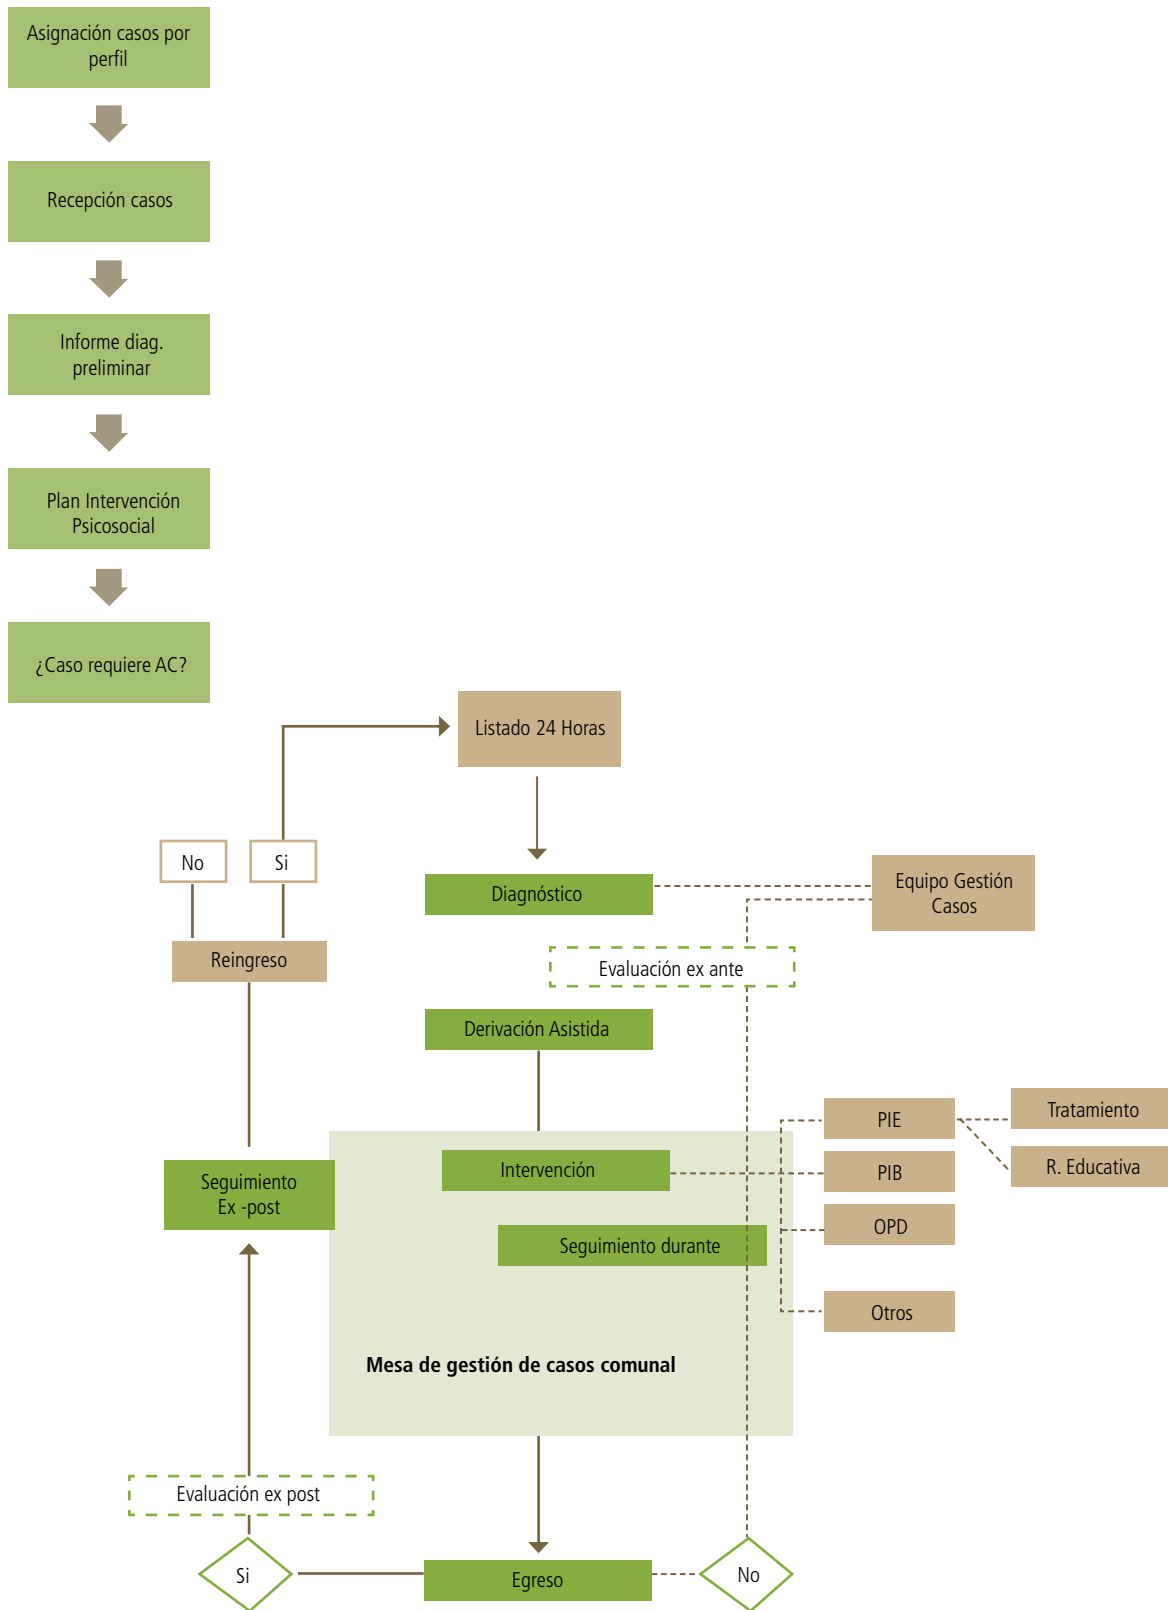 Asignación casos por
perfil
Recepción casos
Informe diag.
preliminar
Plan Intervención
Psicosocial
¿Caso requiere AC?
Listado 24 Horas
No
Si
Diagnóstico
Equipo Gestión
Casos
Reingreso
Evaluación ex ante
Derivación Asistida
PIE
Tratamiento
Seguimiento
Ex -post
Intervención
PIB
R. Educativa
OPD
Seguimiento durante
Otros
Mesa de gestión de casos comunal
Evaluación ex post
Si
Egreso
No